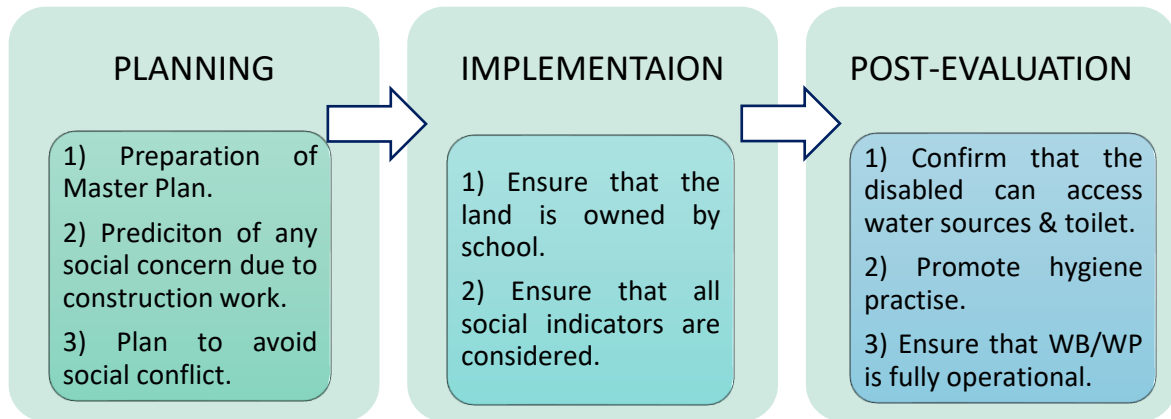 PLANNING
1) Preparation of
Master Plan.
2) Prediciton of any
social concern due to
construction work.
3) Plan to avoid
social conflict.
IMPLEMENTAION
1) Ensure that the
land is owned by
school.
2) Ensure that all
social indicators are
considered.
POST-EVALUATION
1) Confirm that the
disabled can access
water sources & toilet.
2) Promote hygiene
practise.
3) Ensure that WB/WP
is fully operational.